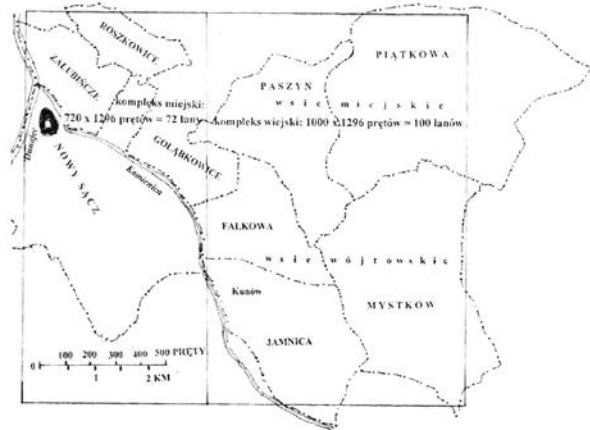 ROSZKOWICE
PIĄTKOWA
ZAŁUBIŃCZE
PASZYN
kompleks miejski:
wsie miejskie
720 x 1296 prętów = 72 łany
kompleks wiejski: 1000 x 1296 prętów = 100 łanów
Dunajec
GOŁĄBKOWICE
NOWY SĄCZ
Kamienica
FALKOWA
wsie wójtowskie
Kunów
MYSTKÓW
JAMNICA
0 100 200 300 400 500 PRĘTY
1 2 KM